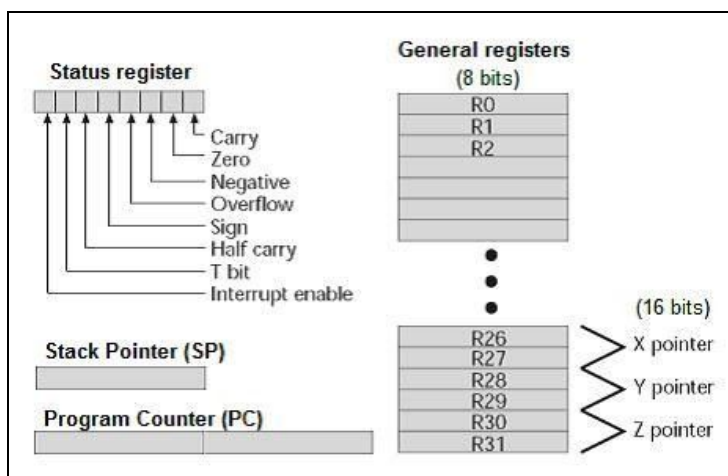 Status register
Carry
Zero
Negative
Overflow
Sign
Half carry
T bit
Interrupt enable
Stack Pointer (SP)
Program Counter (PC)
General registers
(8 bits)
R0
R1
R2
R26
R27
R28
R29
R30
R31
(16 bits)
X pointer
Y pointer
Z pointer